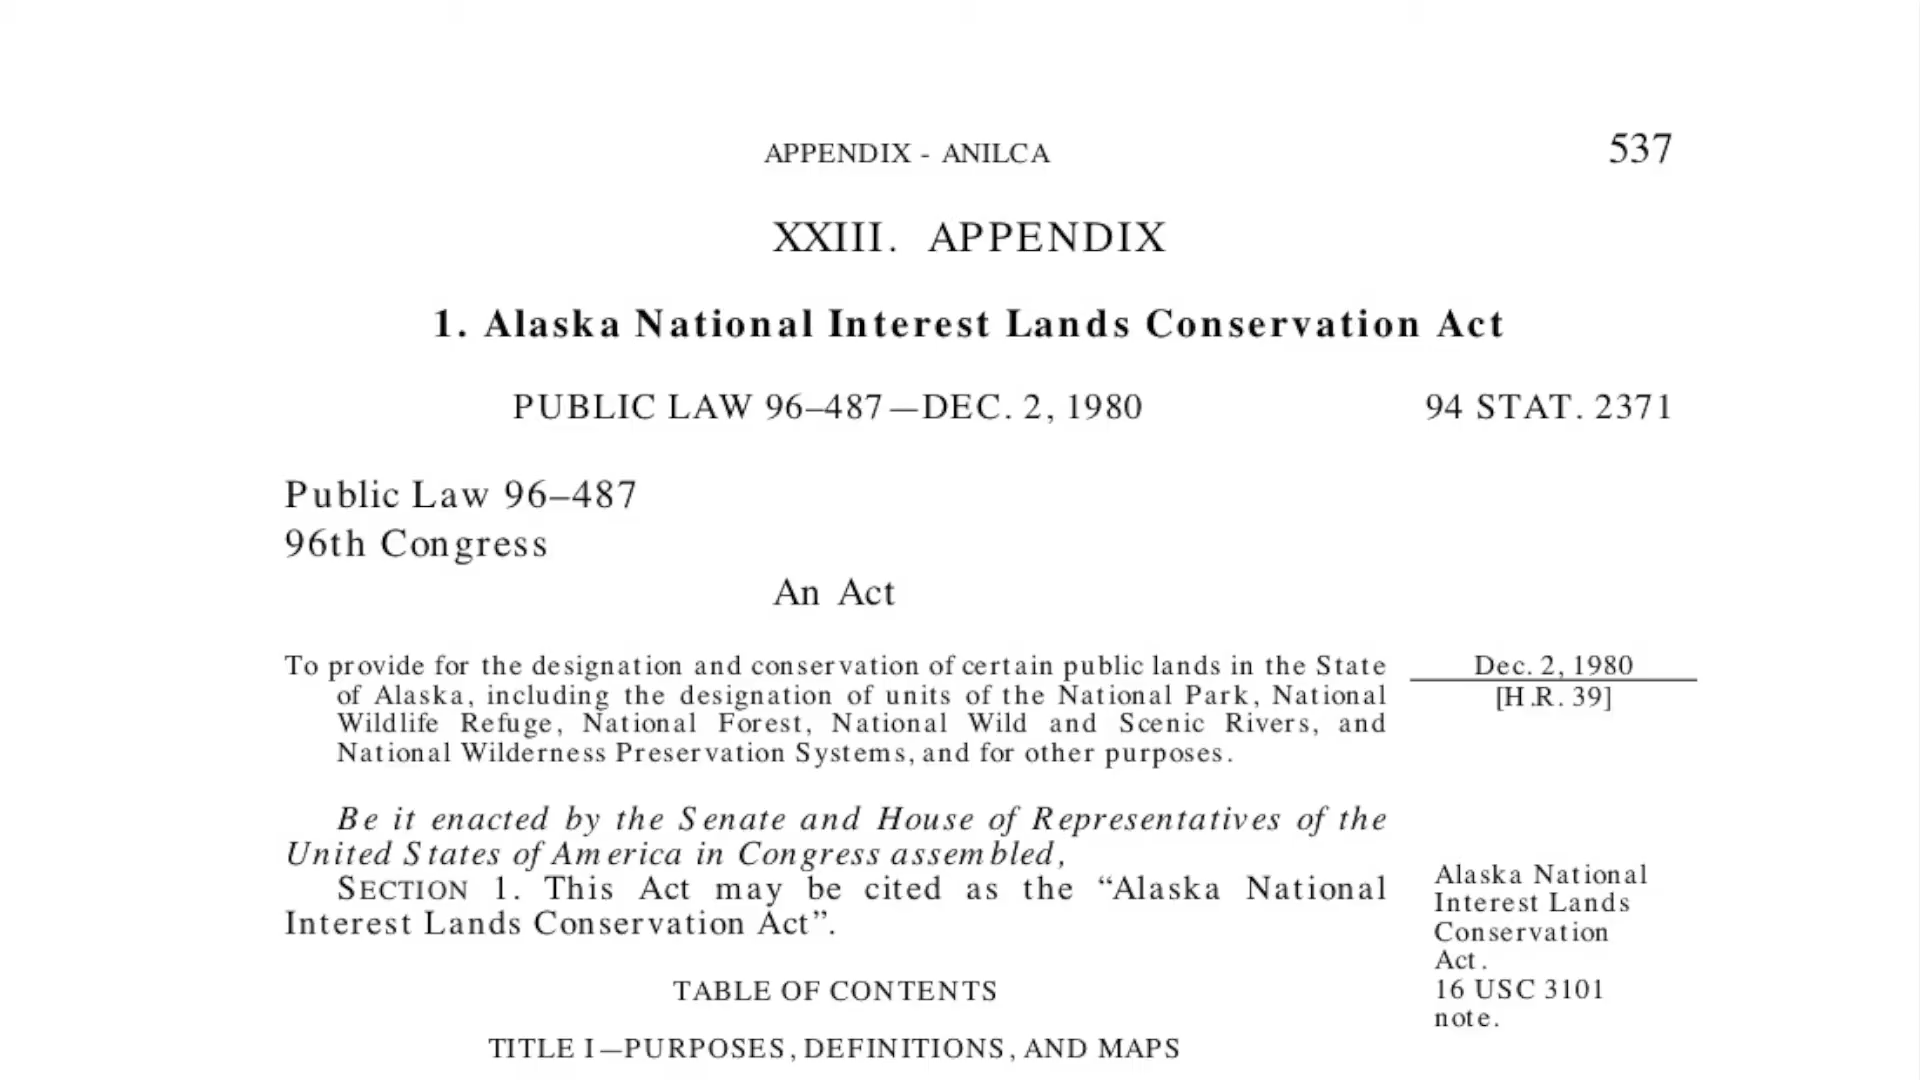 APPENDIX - ANILCA 537
XXIII. APPENDIX
1. Alaska National Interest Lands Conservation Act
PUBLIC LAW 96–487—DEC. 2, 1980 94 STAT. 2371
Public Law 96–487
96th Congress
An Act
To provide for the designation and conservation of certain public lands in the State
of Alaska, including the designation of units of the National Park, National
Wildlife Refuge, National Forest, National Wild and Scenic Rivers, and
National Wilderness Preservation Systems, and for other purposes.
Dec. 2, 1980
[H.R. 39]
Be it enacted by the Senate and House of Representatives of the
United States of America in Congress assembled,
SECTION 1. This Act may be cited as the “Alaska National
Interest Lands Conservation Act”.
Alaska National
Interest Lands
Conservation
Act.
16 USC 3101
note.
TABLE OF CONTENTS
TITLE I—PURPOSES, DEFINITIONS, AND MAPS